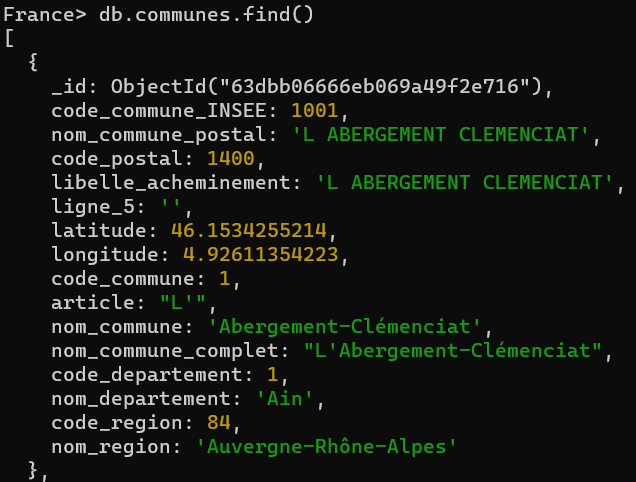 France> db.communes.find()
[
  {
    _id: ObjectId("63dbb06666eb069a49f2e716"),
    code_commune_INSEE: 1001,
    nom_commune_postal: 'L ABERGEMENT CLEMENCIAT',
    code_postal: 1400,
    libelle_acheminement: 'L ABERGEMENT CLEMENCIAT',
    ligne_5: '',
    latitude: 46.1534255214,
    longitude: 4.92611354223,
    code_commune: 1,
    article: "L'",
    nom_commune: 'Abergement-Clémenciat',
    nom_commune_complet: "L'Abergement-Clémenciat",
    code_departement: 1,
    nom_departement: 'Ain',
    code_region: 84,
    nom_region: 'Auvergne-Rhône-Alpes'
  },